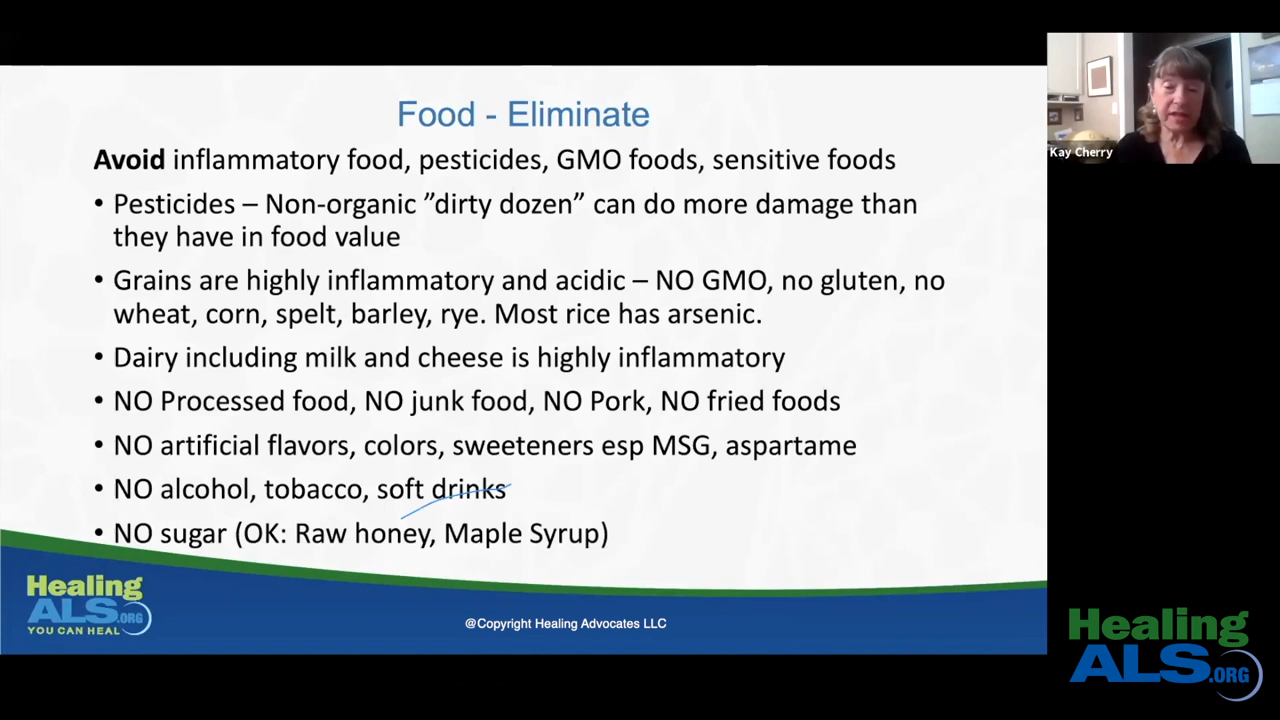 Food - Eliminate
Avoid inflammatory food, pesticides, GMO foods, sensitive foods
• Pesticides – Non-organic ”dirty dozen” can do more damage than
they have in food value
• Grains are highly inflammatory and acidic – NO GMO, no gluten, no
wheat, corn, spelt, barley, rye. Most rice has arsenic.
• Dairy including milk and cheese is highly inflammatory
• NO Processed food, NO junk food, NO Pork, NO fried foods
• NO artificial flavors, colors, sweeteners esp MSG, aspartame
• NO alcohol, tobacco, soft drinks
• NO sugar (OK: Raw honey, Maple Syrup)
Kay Cherry
Healing
ALS.ORG
YOU CAN HEAL
@Copyright Healing Advocates LLC
Healing
ALS.ORG